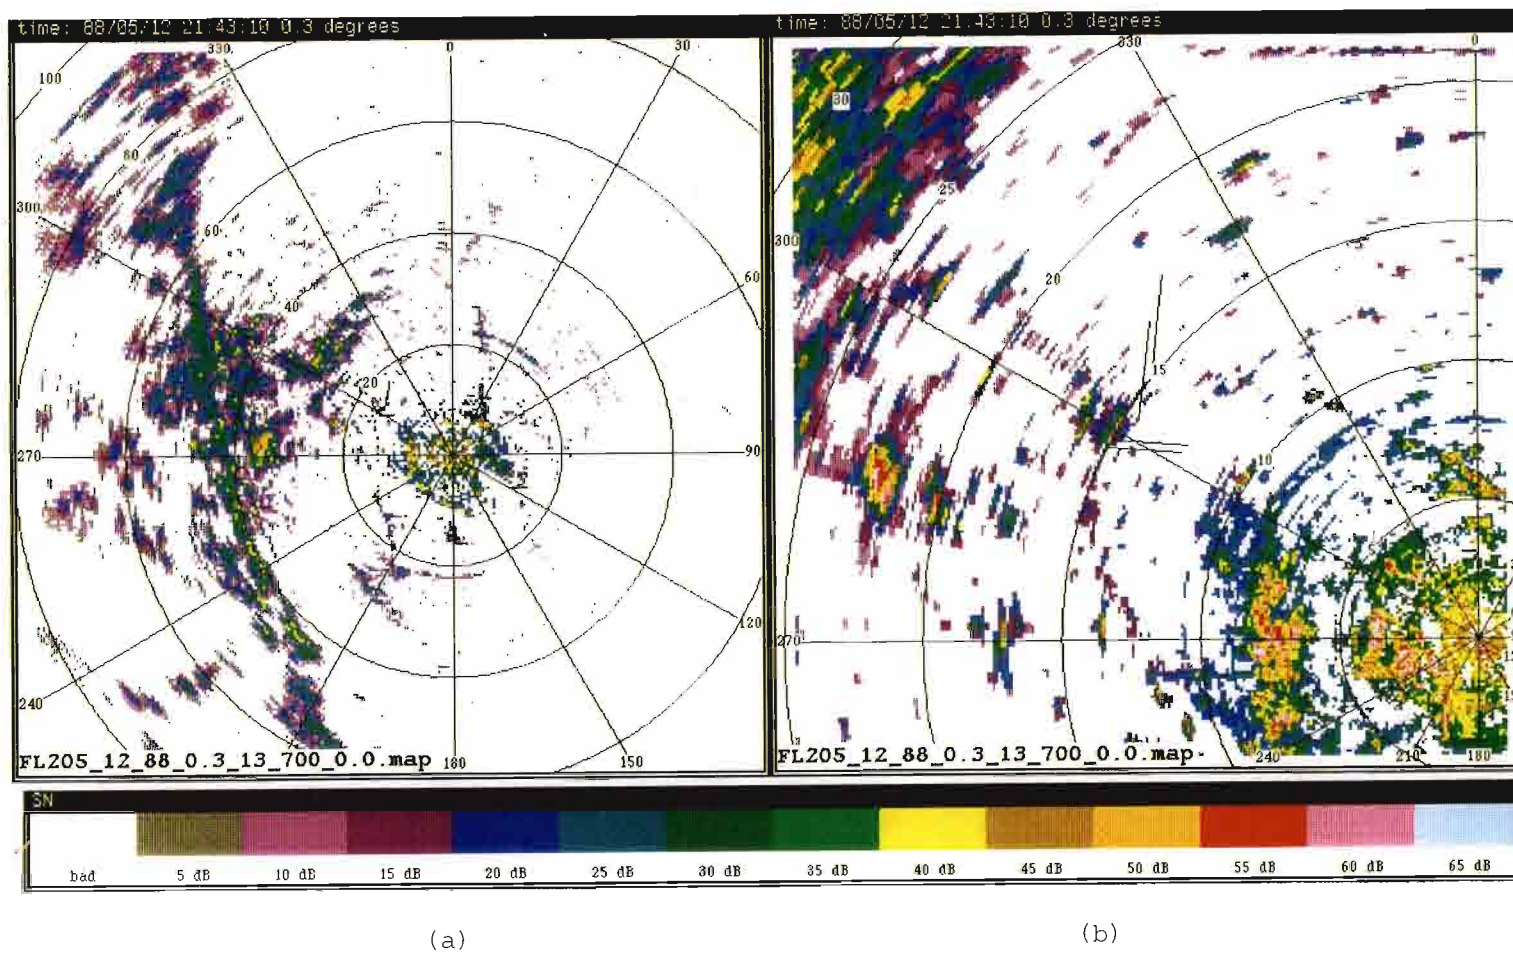 time: 88/05/12 21:43:10 0.3 degrees
330
0
30
100
80
300
60
60
40
20
270
90
120
240
FL205_12_88_0.3_13_700_0.0.map
180
150
time: 88/05/12 21:43:10 0.3 degrees
330
0
30
25
300
20
15
10
270
FL205_12_88_0.3_13_700_0.0.map
240
210
180
SN
bad
5 dB
10 dB
15 dB
20 dB
25 dB
30 dB
35 dB
40 dB
45 dB
50 dB
55 dB
60 dB
65 dB
(a)
(b)